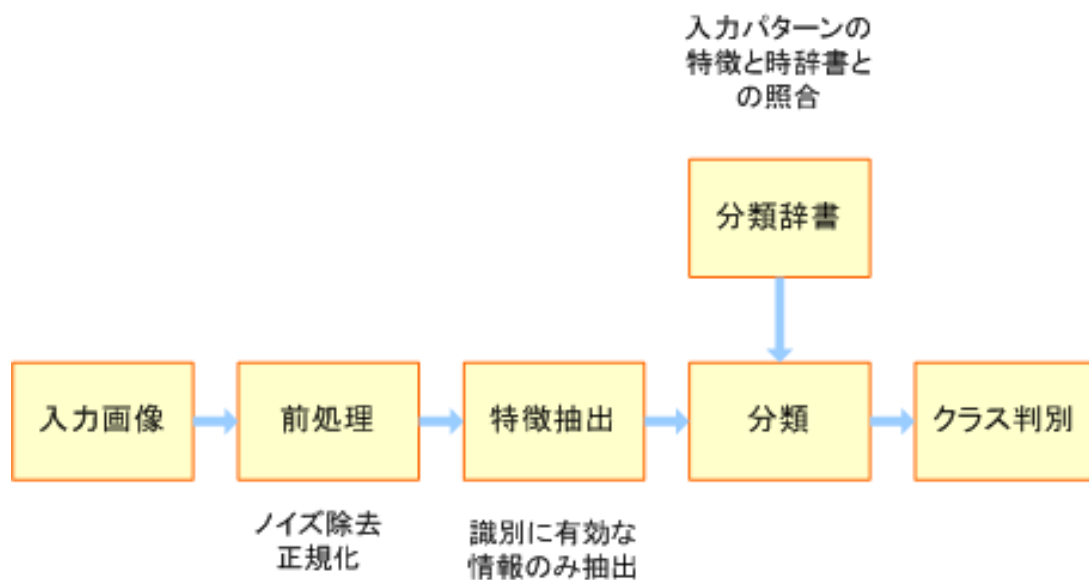 入力パターンの
特徴と時辞書と
の照合
分類辞書
入力画像
前処理
特徴抽出
分類
クラス判別
ノイズ除去
正規化
識別に有効な
情報のみ抽出